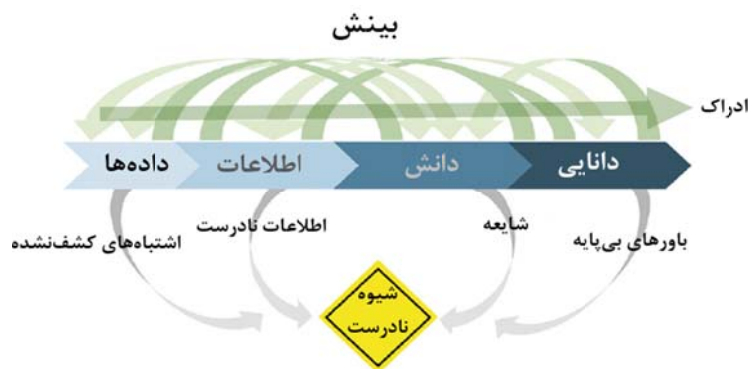 بینش
ادراک
دانایی
دانش
اطلاعات
داده‌ها
باورهای بی‌پایه
شایعه
اطلاعات نادرست
اشتباه‌های کشف‌نشده
شیوه
نادرست